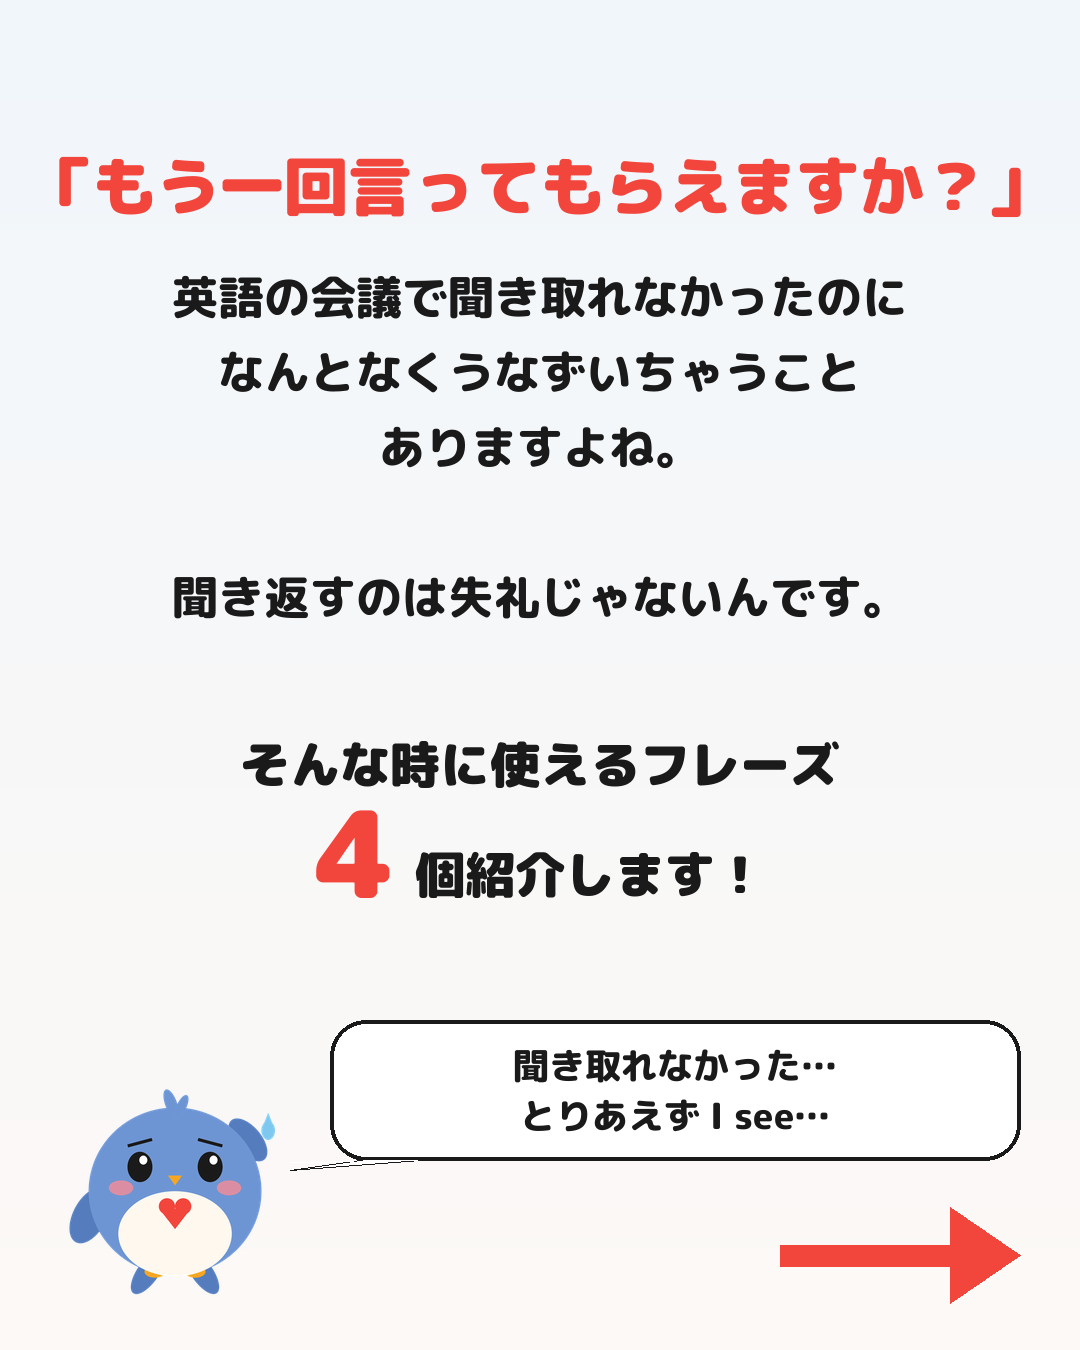 「もう一回言ってもらえますか？」
英語の会議で聞き取れなかったのに
なんとなくうなずいちゃうこと
ありますよね。
聞き返すのは失礼じゃないんです。
そんな時に使えるフレーズ
4個紹介します！
聞き取れなかった…
とりあえず I see…